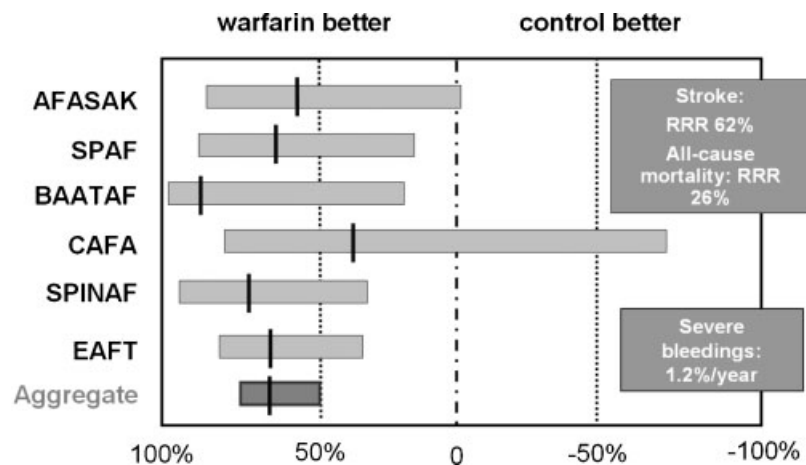 warfarin better control better
AFASAK
SPAF
BAATAF
CAFA
SPINAF
EAFT
Aggregate
Stroke:
RRR 62%
All-cause
mortality: RRR
26%
Severe
bleedings:
1.2%/year
100% 50% 0 -50% -100%